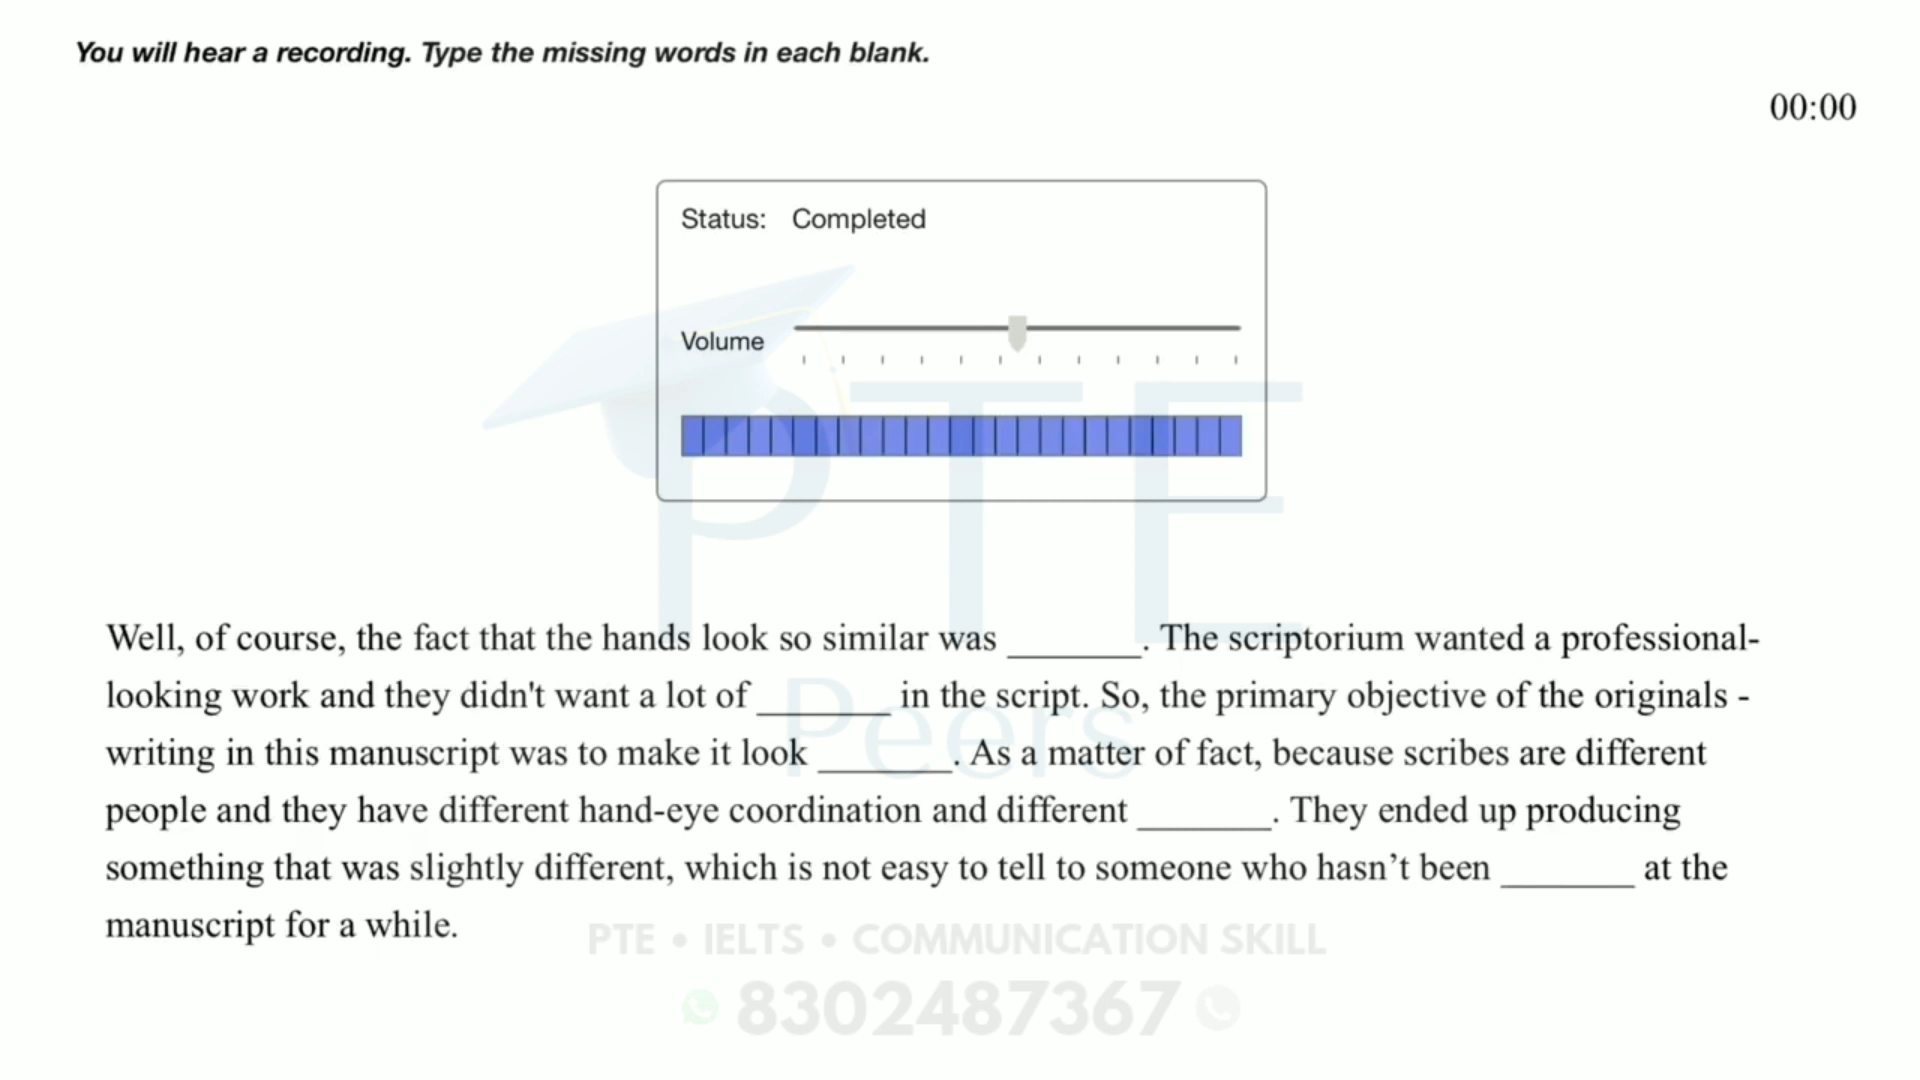 You will hear a recording. Type the missing words in each blank.
00:00
Status: Completed
Volume
PTE
Peers
Well, of course, the fact that the hands look so similar was _______. The scriptorium wanted a professional-
looking work and they didn't want a lot of _______ in the script. So, the primary objective of the originals -
writing in this manuscript was to make it look _______. As a matter of fact, because scribes are different
people and they have different hand-eye coordination and different _______. They ended up producing
something that was slightly different, which is not easy to tell to someone who hasn’t been _______ at the
manuscript for a while.
PTE • IELTS • COMMUNICATION SKILL
8302487367